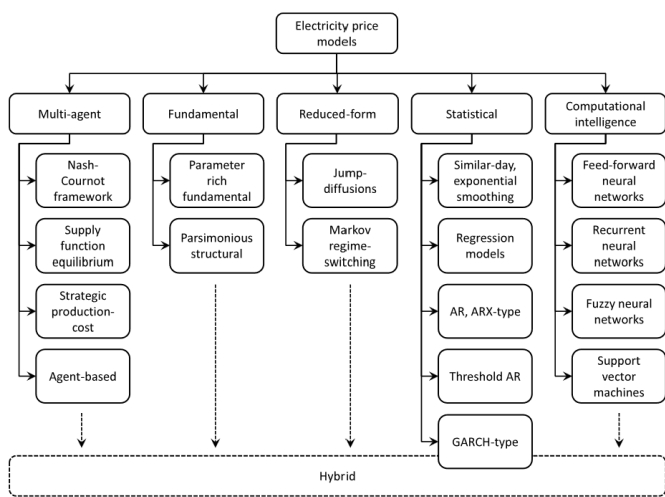 Electricity price
models
Multi-agent
Fundamental
Reduced-form
Statistical
Computational
intelligence
Nash-
Cournot
framework
Supply
function
equilibrium
Strategic
production-
cost
Agent-based
Parameter
rich
fundamental
Parsimonious
structural
Jump-
diffusions
Markov
regime-
switching
Similar-day,
exponential
smoothing
Regression
models
AR, ARX-type
Threshold AR
GARCH-type
Feed-forward
neural
networks
Recurrent
neural
networks
Fuzzy neural
networks
Support
vector
machines
Hybrid